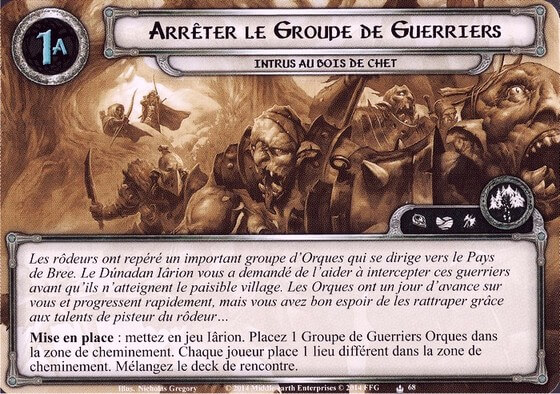 1A
ARRÊTER LE GROUPE DE GUERRIERS
INTRUS AU BOIS DE CHET
Les rôdeurs ont repéré un important groupe d'Orques qui se dirige vers le Pays
de Bree. Le Dúnadan Iârion vous a demandé de l'aider à intercepter ces guerriers
avant qu'ils n'atteignent le paisible village. Les Orques ont un jour d'avance sur
vous et progressent rapidement, mais vous avez bon espoir de les rattraper grâce
aux talents de pisteur du rôdeur…
Mise en place : mettez en jeu Iârion. Placez 1 Groupe de Guerriers Orques dans
la zone de cheminement. Chaque joueur place 1 lieu différent dans la zone de
cheminement. Mélangez le deck de rencontre.
Illus. Nicholas Gregory © 2014 Middle-earth Enterprises © 2014 FFG 68